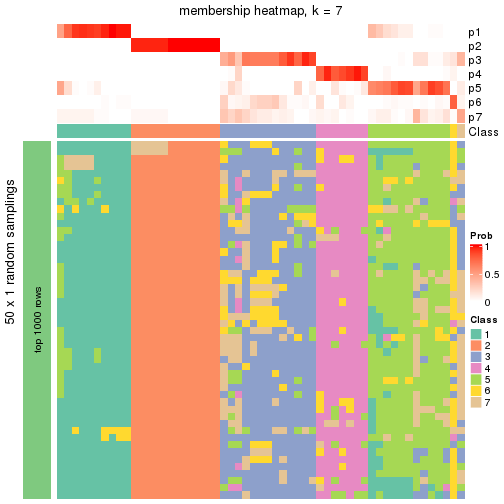 membership heatmap, k = 7
p1
p2
p3
p4
p5
p6
p7
Class
50 x 1 random samplings
top 1000 rows
Prob
1
0.5
0
Class
1
2
3
4
5
6
7